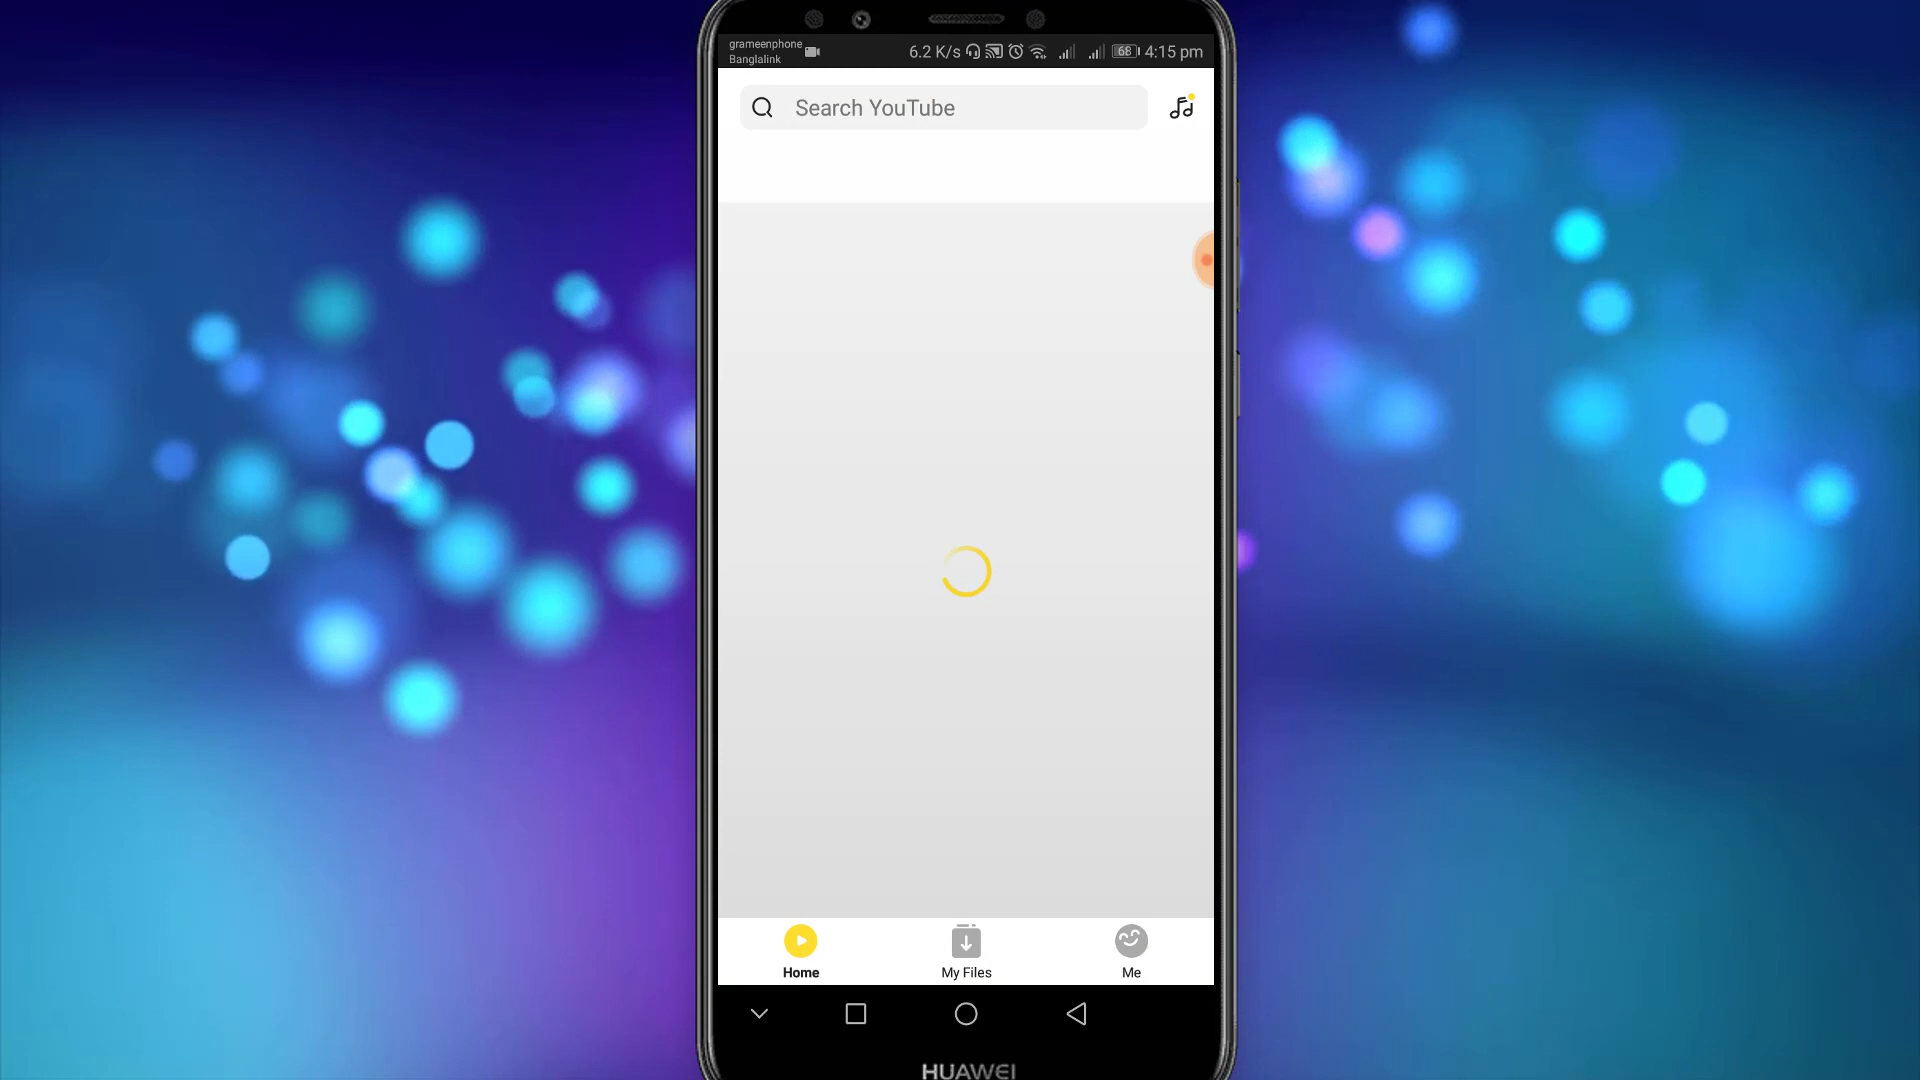 grameenphone
Banglalink
6.2 K/s 68 4:15 pm
Search YouTube
Home My Files Me
HUAWEI